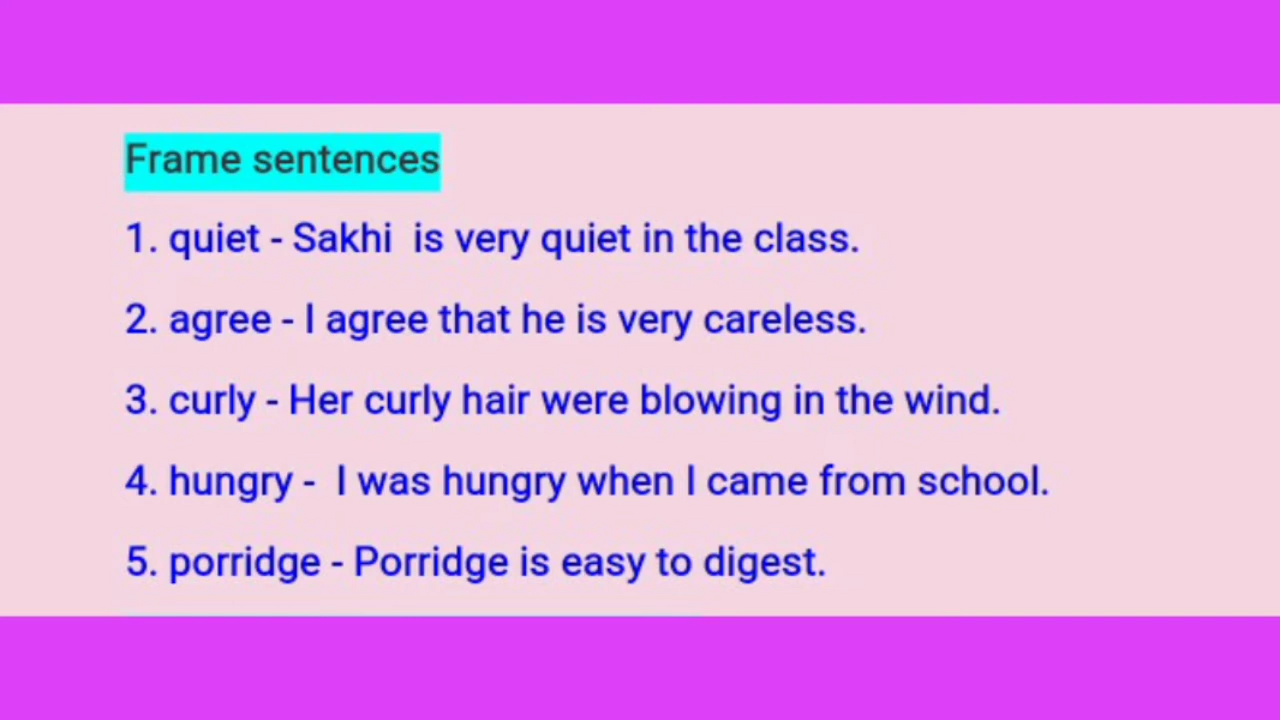 Frame sentences
1. quiet - Sakhi  is very quiet in the class.
2. agree - I agree that he is very careless.
3. curly - Her curly hair were blowing in the wind.
4. hungry -  I was hungry when I came from school.
5. porridge - Porridge is easy to digest.